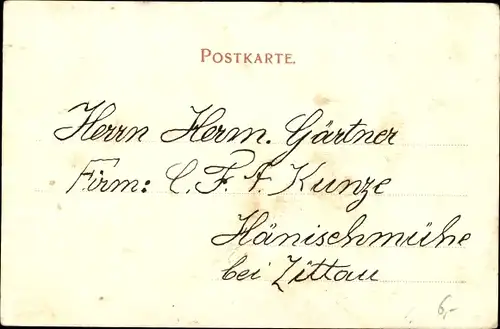 POSTKARTE.
Herrn Herm. Gärtner
Firm: C. F. A. Kunze
Hänischmühe
bei Zittau
6,-